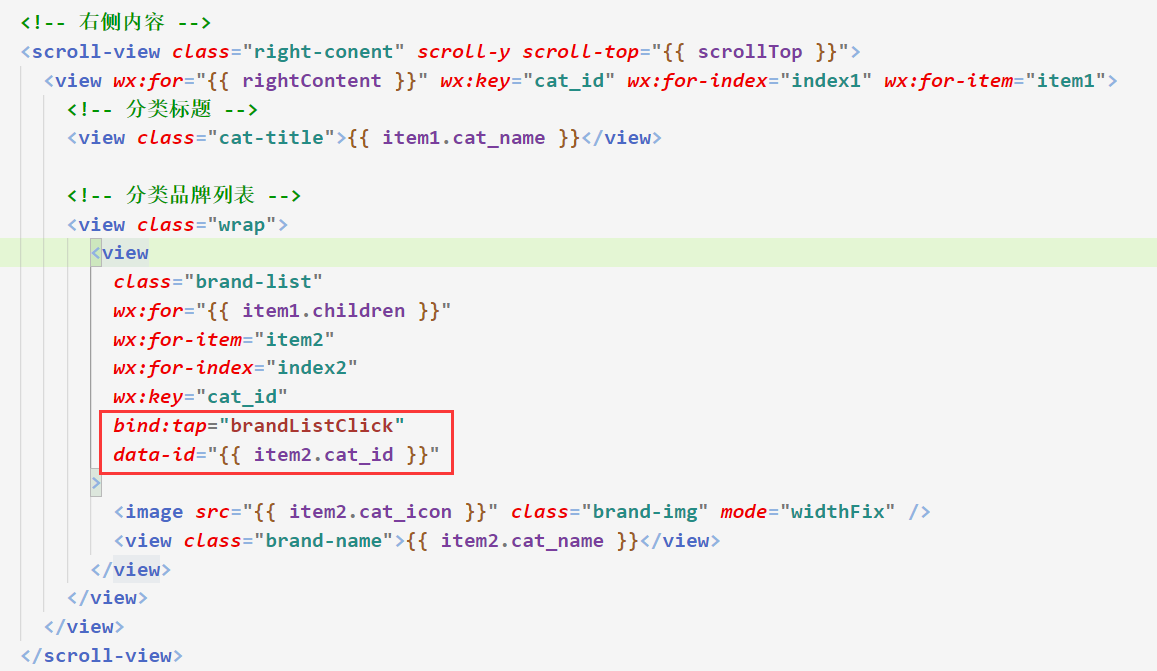 <!-- 右侧内容 -->
<scroll-view class="right-conent" scroll-y scroll-top="{{ scrollTop }}">
<view wx:for="{{ rightContent }}" wx:key="cat_id" wx:for-index="index1" wx:for-item="item1">
<!-- 分类标题 -->
<view class="cat-title">{{ item1.cat_name }}</view>
<!-- 分类品牌列表 -->
<view class="wrap">
<view
class="brand-list"
wx:for="{{ item1.children }}"
wx:for-item="item2"
wx:for-index="index2"
wx:key="cat_id"
bind:tap="brandListClick"
data-id="{{ item2.cat_id }}"
>
<image src="{{ item2.cat_icon }}" class="brand-img" mode="widthFix" />
<view class="brand-name">{{ item2.cat_name }}</view>
</view>
</view>
</view>
</scroll-view>